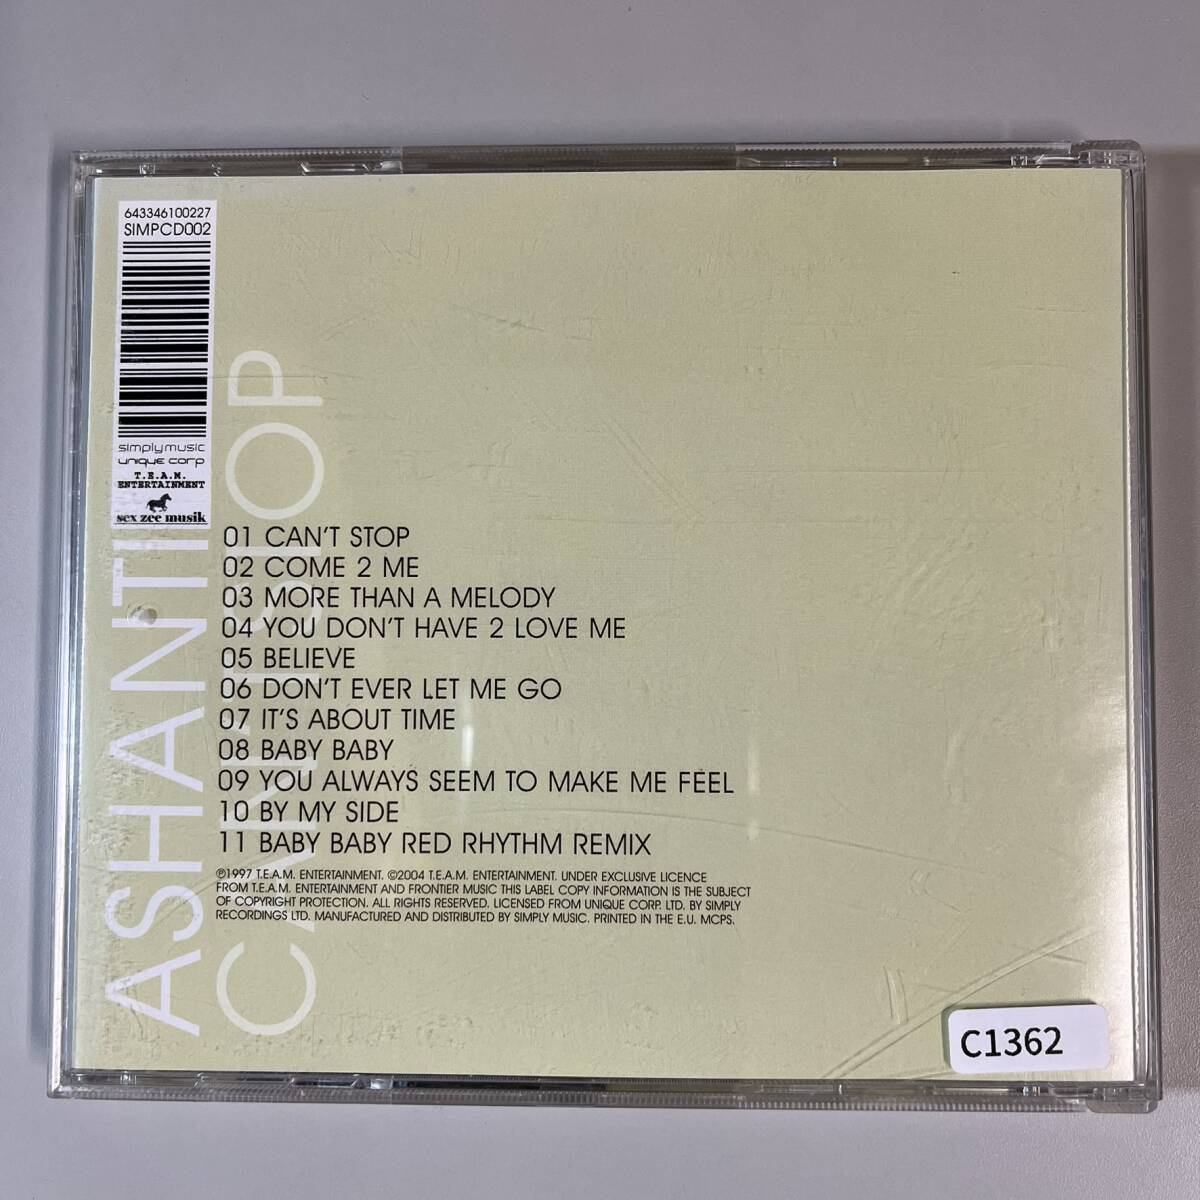 643346100227
SIMPCD002
simplymusic
unique corp
T.E.A.M.
ENTERTAINMENT
sex zee musik
ASHANTI
CAN'T STOP
01 CAN'T STOP
02 COME 2 ME
03 MORE THAN A MELODY
04 YOU DON'T HAVE 2 LOVE ME
05 BELIEVE
06 DON'T EVER LET ME GO
07 IT'S ABOUT TIME
08 BABY BABY
09 YOU ALWAYS SEEM TO MAKE ME FEEL
10 BY MY SIDE
11 BABY BABY RED RHYTHM REMIX
℗1997 T.E.A.M. ENTERTAINMENT. ©2004 T.E.A.M. ENTERTAINMENT. UNDER EXCLUSIVE LICENCE
FROM T.E.A.M. ENTERTAINMENT AND FRONTIER MUSIC THIS LABEL COPY INFORMATION IS THE SUBJECT
OF COPYRIGHT PROTECTION. ALL RIGHTS RESERVED. LICENSED FROM UNIQUE CORP. LTD. BY SIMPLY
RECORDINGS LTD. MANUFACTURED AND DISTRIBUTED BY SIMPLY MUSIC. PRINTED IN THE E.U. MCPS.
C1362